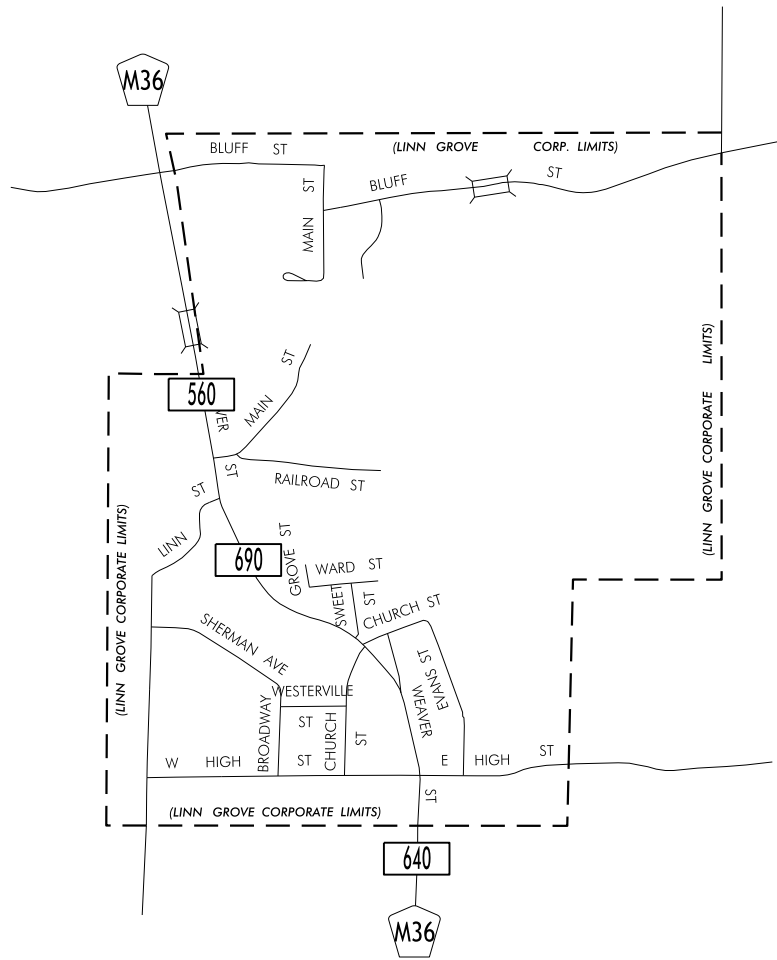 M36
BLUFF ST
(LINN GROVE CORP. LIMITS)
MAIN ST
BLUFF ST
(LINN GROVE CORPORATE LIMITS)
560
VER
ST
MAIN ST
RAILROAD ST
LINN ST
(LINN GROVE CORPORATE LIMITS)
690
GROVE ST
WARD ST
SWEET ST
CHURCH ST
SHERMAN AVE
EVANS ST
WEAVER
ST
WESTERVILLE
ST
BROADWAY
ST
CHURCH
ST
W HIGH
E HIGH ST
(LINN GROVE CORPORATE LIMITS)
640
M36